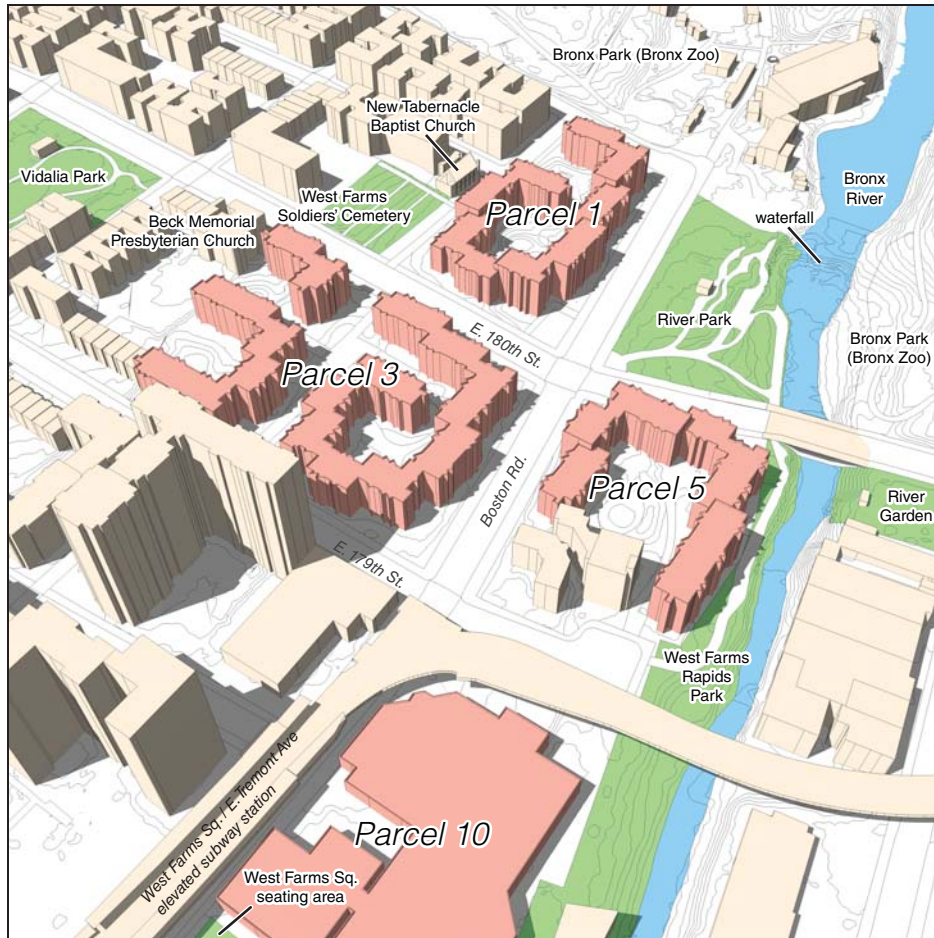 Bronx Park (Bronx Zoo)
New Tabernacle
Baptist Church
Vidalia Park
West Farms
Soldiers' Cemetery
Beck Memorial
Presbyterian Church
Parcel 1
Bronx
River
waterfall
River Park
E. 180th St.
Bronx Park
(Bronx Zoo)
Parcel 3
Boston Rd.
Parcel 5
River
Garden
E. 179th St.
West Farms
Rapids
Park
West Farms Sq. / E. Tremont Ave
elevated subway station
Parcel 10
West Farms Sq.
seating area